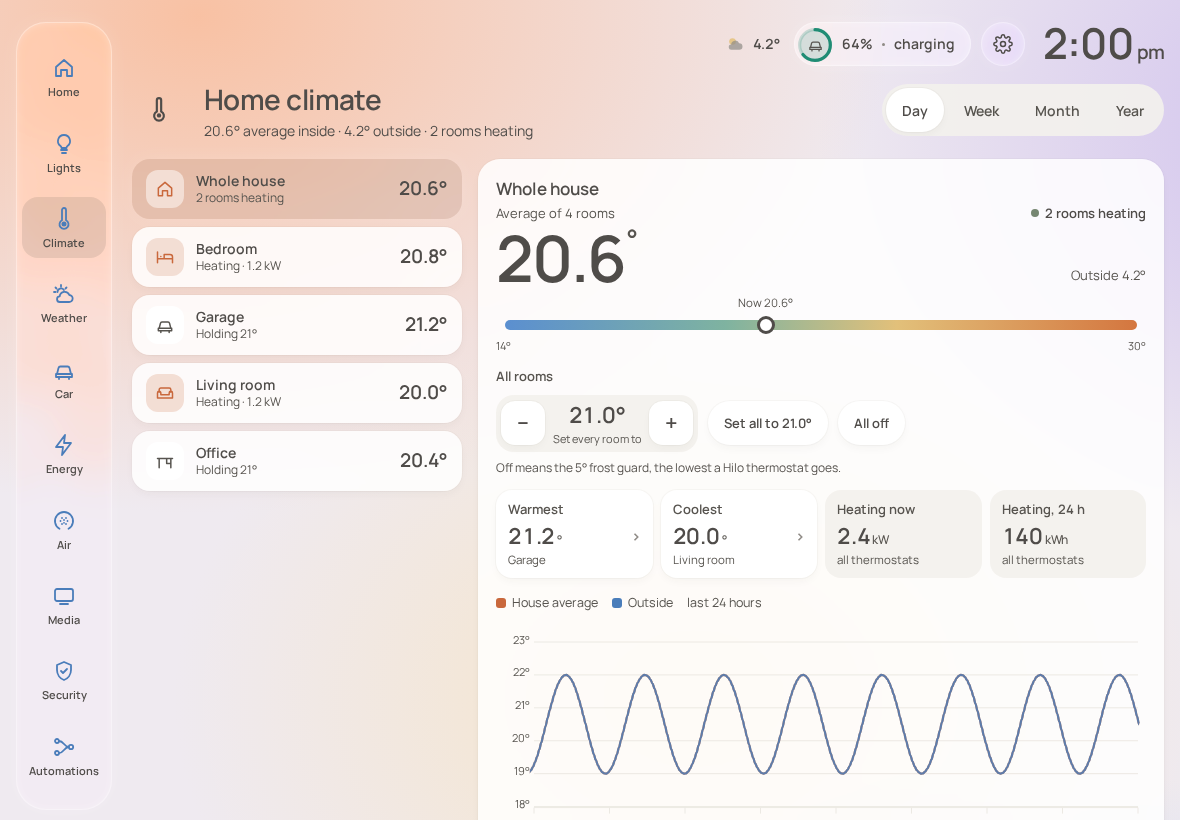 4.2°
64% · charging
2:00 pm
Home
Lights
Climate
Weather
Car
Energy
Air
Media
Security
Automations
Home climate
20.6° average inside · 4.2° outside · 2 rooms heating
Day
Week
Month
Year
Whole house
2 rooms heating
20.6°
Bedroom
Heating · 1.2 kW
20.8°
Garage
Holding 21°
21.2°
Living room
Heating · 1.2 kW
20.0°
Office
Holding 21°
20.4°
Whole house
Average of 4 rooms
2 rooms heating
20.6°
Outside 4.2°
Now 20.6°
14°
30°
All rooms
−
21.0°
Set every room to
+
Set all to 21.0°
All off
Off means the 5° frost guard, the lowest a Hilo thermostat goes.
Warmest
21.2°
Garage
Coolest
20.0°
Living room
Heating now
2.4 kW
all thermostats
Heating, 24 h
140 kWh
all thermostats
House average
Outside
last 24 hours
23°
22°
21°
20°
19°
18°